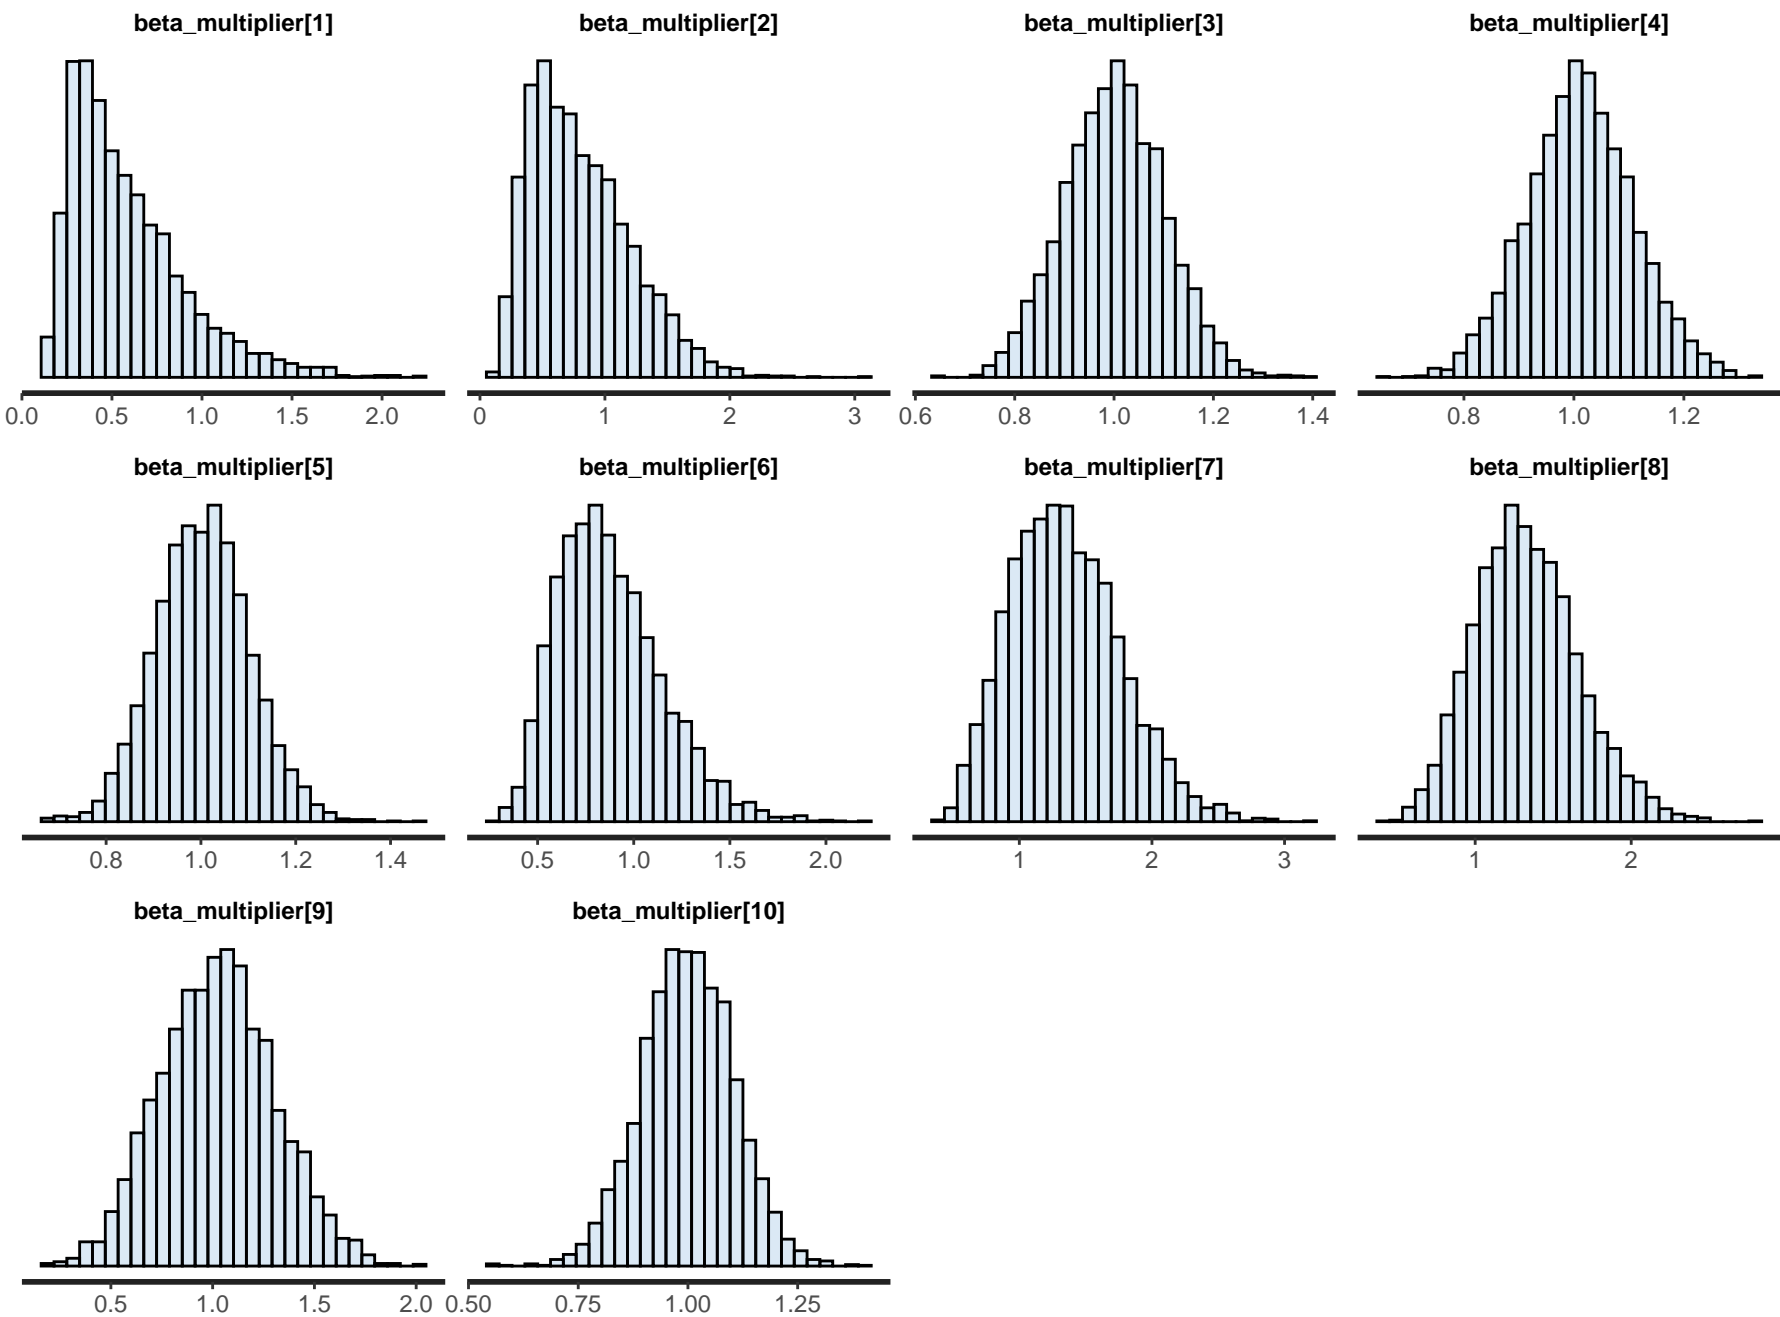 beta_multiplier[1] beta_multiplier[2] beta_multiplier[3] beta_multiplier[4]
0.0 0.5 1.0 1.5 2.0 0 1 2 3 0.6 0.8 1.0 1.2 1.4 0.8 1.0 1.2
beta_multiplier[5] beta_multiplier[6] beta_multiplier[7] beta_multiplier[8]
0.8 1.0 1.2 1.4 0.5 1.0 1.5 2.0 1 2 3 1 2
beta_multiplier[9] beta_multiplier[10]
0.5 1.0 1.5 2.0 0.50 0.75 1.00 1.25